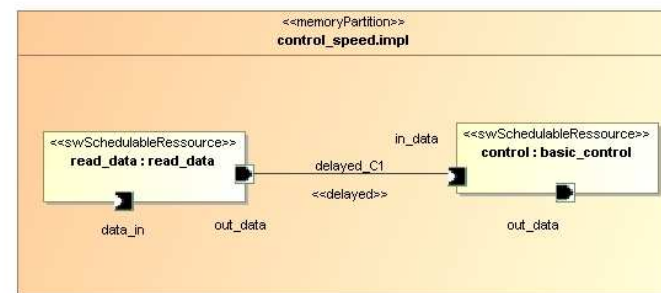 <<memoryPartition>>
control_speed.impl
<<swSchedulableRessource>>
read_data : read_data
data_in
out_data
delayed_C1
<<delayed>>
in_data
<<swSchedulableRessource>>
control : basic_control
out_data